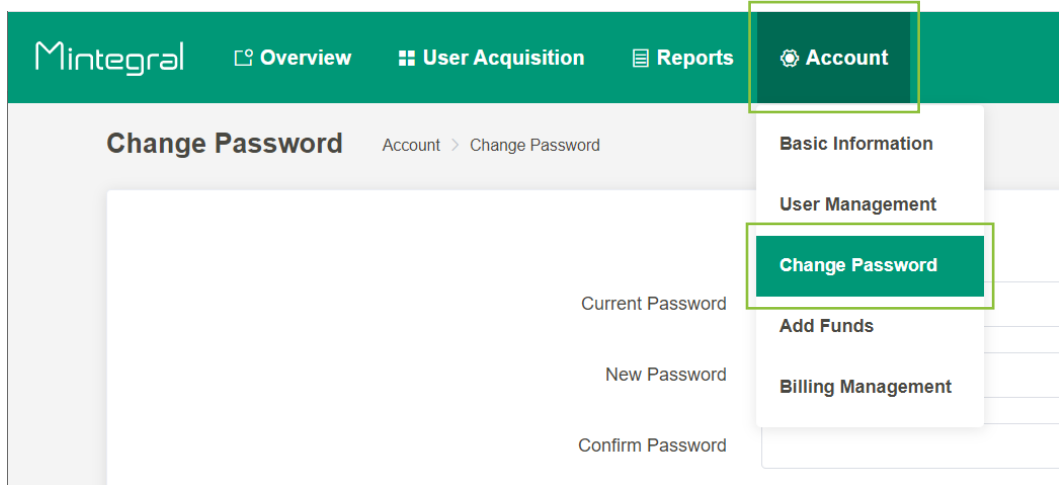 Mintegral Overview User Acquisition Reports Account
Change Password Account > Change Password
Basic Information
User Management
Change Password
Current Password
Add Funds
New Password
Billing Management
Confirm Password